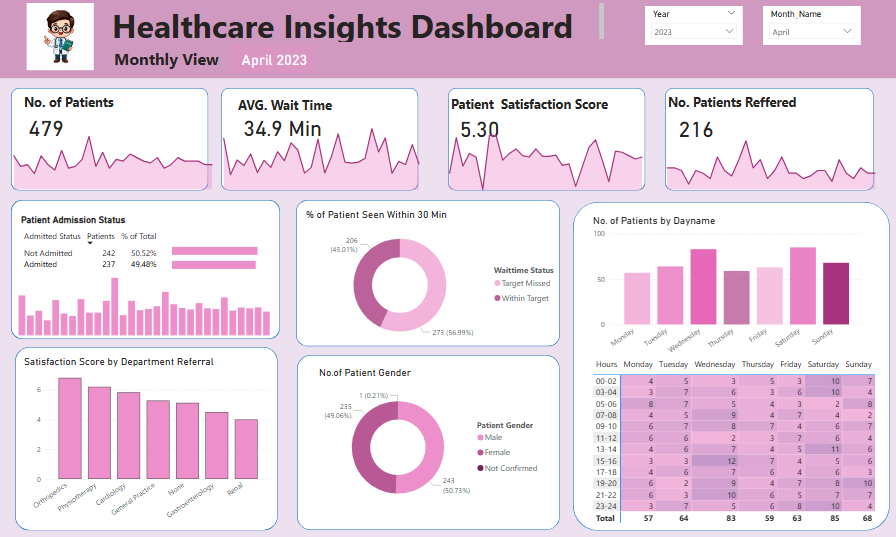 Healthcare Insights Dashboard
Monthly View April 2023
Year
2023
Month_Name
April
No. of Patients
479
AVG. Wait Time
34.9 Min
Patient Satisfaction Score
5.30
No. Patients Reffered
216
Patient Admission Status
Admitted Status Patients % of Total
Not Admitted 242 50.52%
Admitted 237 49.48%
% of Patient Seen Within 30 Min
206
(43.01%)
273 (56.99%)
Waittime Status
Target Missed
Within Target
No. of Patients by Dayname
100
50
0
Monday
Tuesday
Wednesday
Thursday
Friday
Saturday
Sunday
Satisfaction Score by Department Referral
6
4
2
0
Orthopedics
Physiotherapy
Cardiology
General Practice
None
Gastroenterology
Renal
No.of Patient Gender
1 (0.21%)
235
(49.06%)
243
(50.73%)
Patient Gender
Male
Female
Not Confirmed
Hours Monday Tuesday Wednesday Thursday Friday Saturday Sunday
00-02 4 5 3 5 3 10 7
03-04 3 7 6 3 6 10 4
05-06 8 7 5 4 3 2 8
07-08 4 5 9 4 7 4 2
09-10 6 7 8 7 4 6 7
11-12 6 6 2 3 7 6 4
13-14 4 6 7 4 5 11 6
15-16 3 3 12 7 4 5 6
17-18 4 6 7 6 4 6 3
19-20 6 2 9 4 7 8 10
21-22 6 3 10 6 5 7 7
23-24 3 7 5 6 8 10 4
Total 57 64 83 59 63 85 68